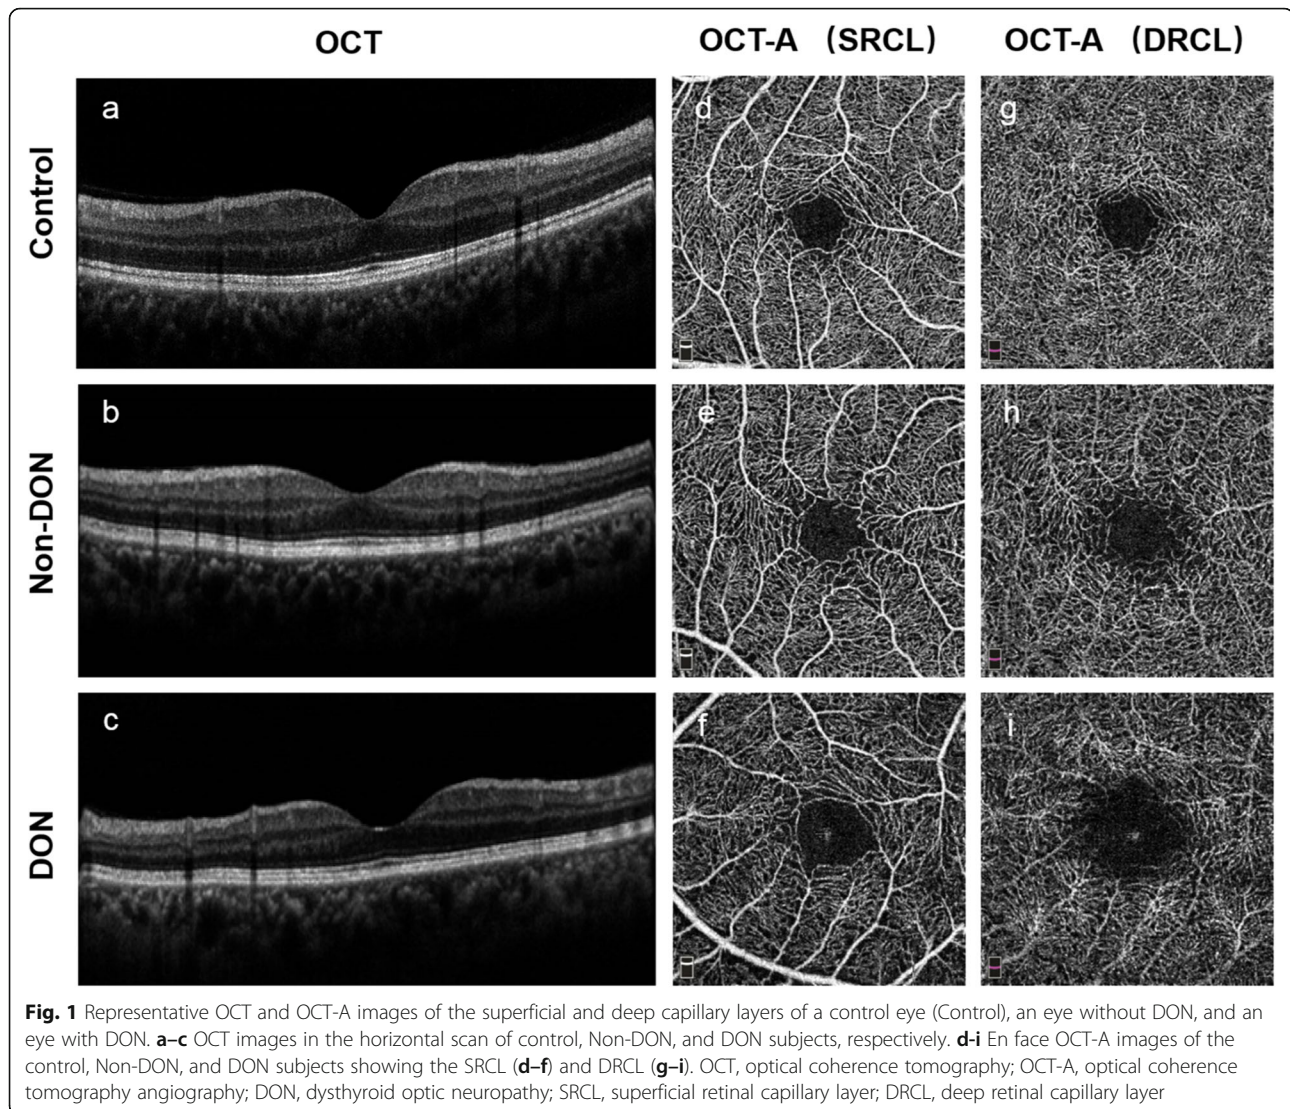 OCT
OCT-A (SRCL)
OCT-A (DRCL)
Control
a
d
g
Non-DON
b
e
h
DON
c
f
i
Fig. 1 Representative OCT and OCT-A images of the superficial and deep capillary layers of a control eye (Control), an eye without DON, and an
eye with DON. a–c OCT images in the horizontal scan of control, Non-DON, and DON subjects, respectively. d-i En face OCT-A images of the
control, Non-DON, and DON subjects showing the SRCL (d–f) and DRCL (g–i). OCT, optical coherence tomography; OCT-A, optical coherence
tomography angiography; DON, dysthyroid optic neuropathy; SRCL, superficial retinal capillary layer; DRCL, deep retinal capillary layer